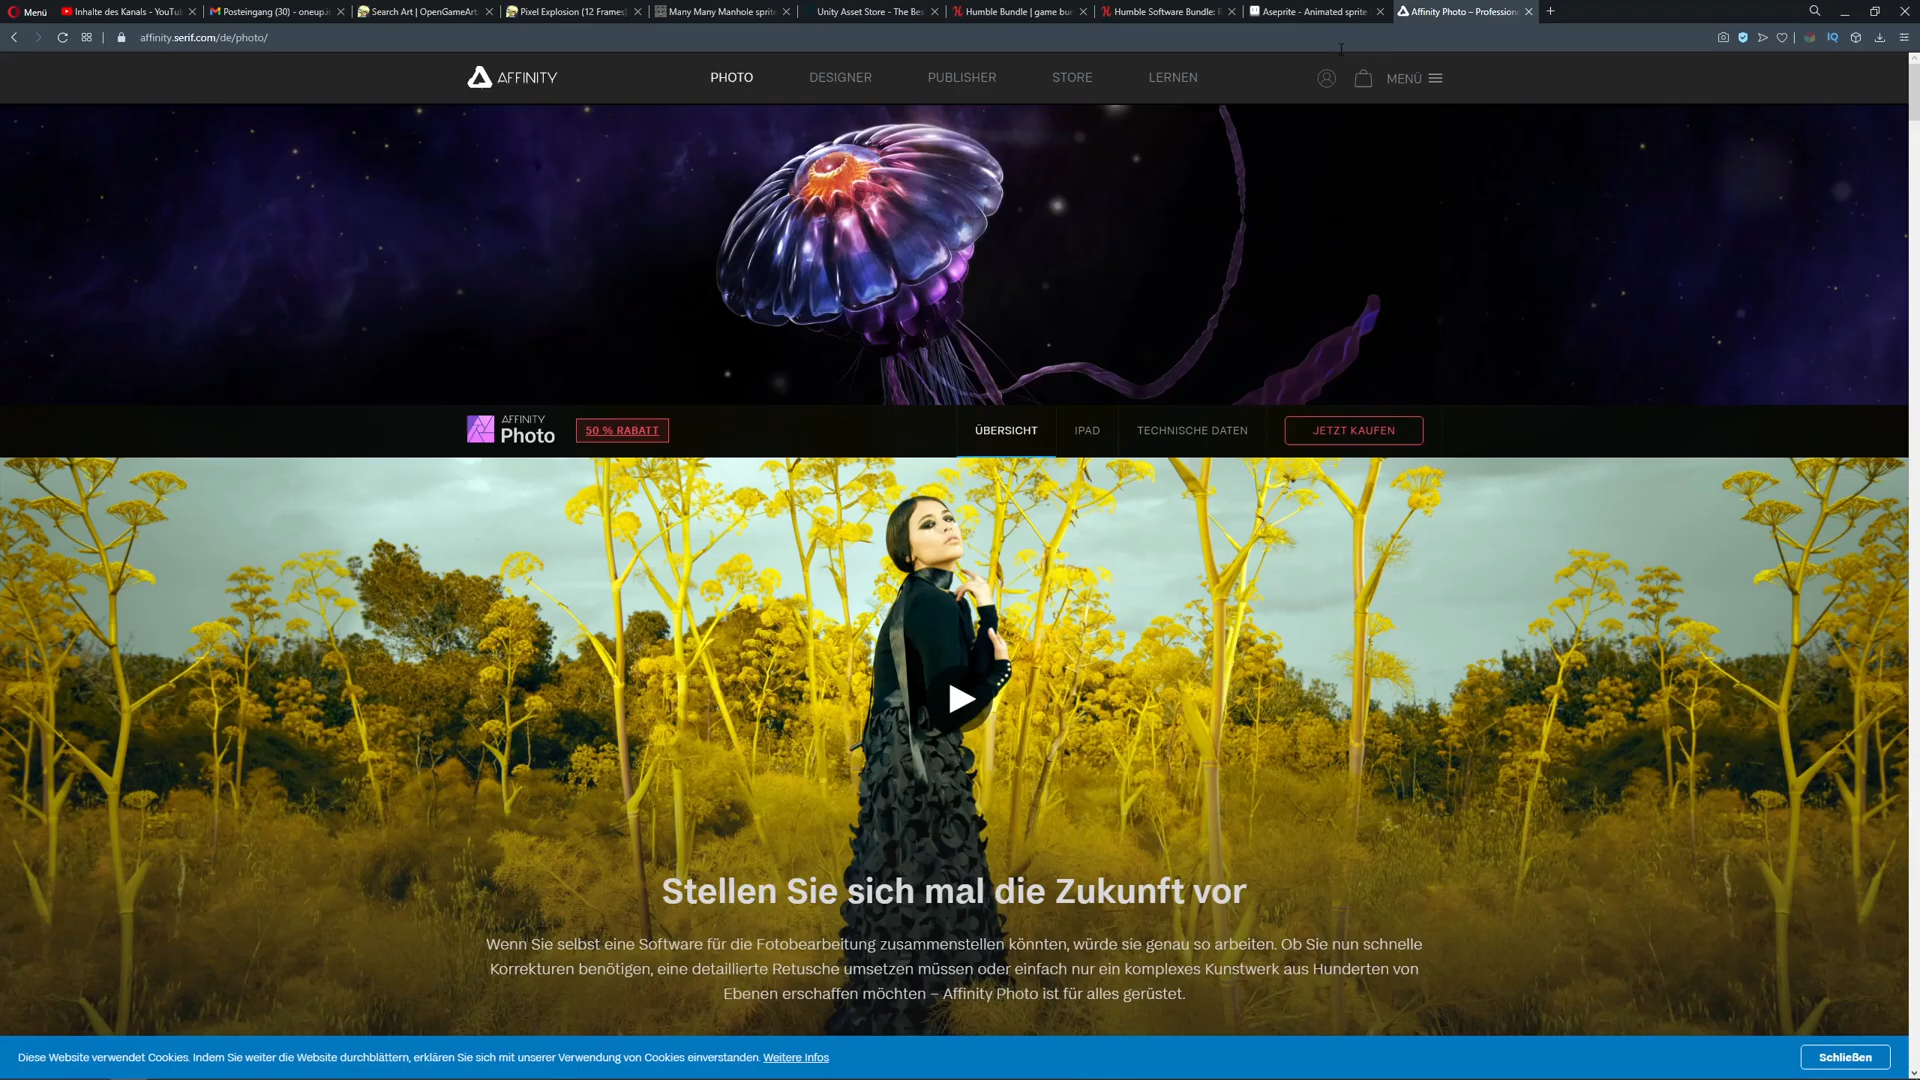 Menü
Inhalte des Kanals - YouTu
Posteingang (30) - oneup.i
Search Art | OpenGameArt.
Pixel Explosion (12 Frames)
Many Many Manhole sprit
Unity Asset Store - The Bes
Humble Bundle | game bu
Humble Software Bundle: R
Aseprite - Animated sprite
Affinity Photo – Profession
affinity.serif.com/de/photo/
IQ
AFFINITY
PHOTO
DESIGNER
PUBLISHER
STORE
LERNEN
MENÜ
AFFINITY
Photo
50 % RABATT
ÜBERSICHT
IPAD
TECHNISCHE DATEN
JETZT KAUFEN
Stellen Sie sich mal die Zukunft vor
Wenn Sie selbst eine Software für die Fotobearbeitung zusammenstellen könnten, würde sie genau so arbeiten. Ob Sie nun schnelle
Korrekturen benötigen, eine detaillierte Retusche umsetzen müssen oder einfach nur ein komplexes Kunstwerk aus Hunderten von
Ebenen erschaffen möchten – Affinity Photo ist für alles gerüstet.
Diese Website verwendet Cookies. Indem Sie weiter die Website durchblättern, erklären Sie sich mit unserer Verwendung von Cookies einverstanden. Weitere Infos
Schließen